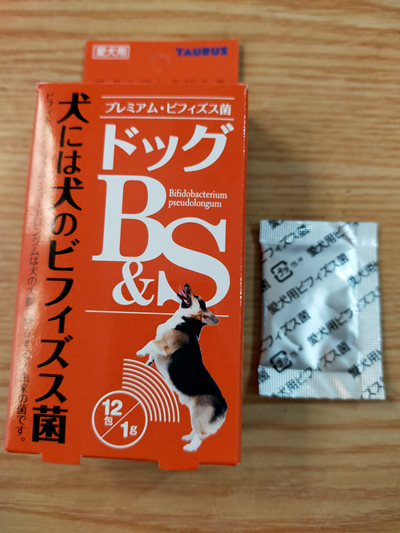 愛犬用
TAURUS
プレミアム・ビフィズス菌
ドッグ
B&S
Bifidobacterium
pseudolongum
犬には犬のビフィズス菌
12包/1g
愛犬用ビフィズス菌
愛犬用ビフィズス菌